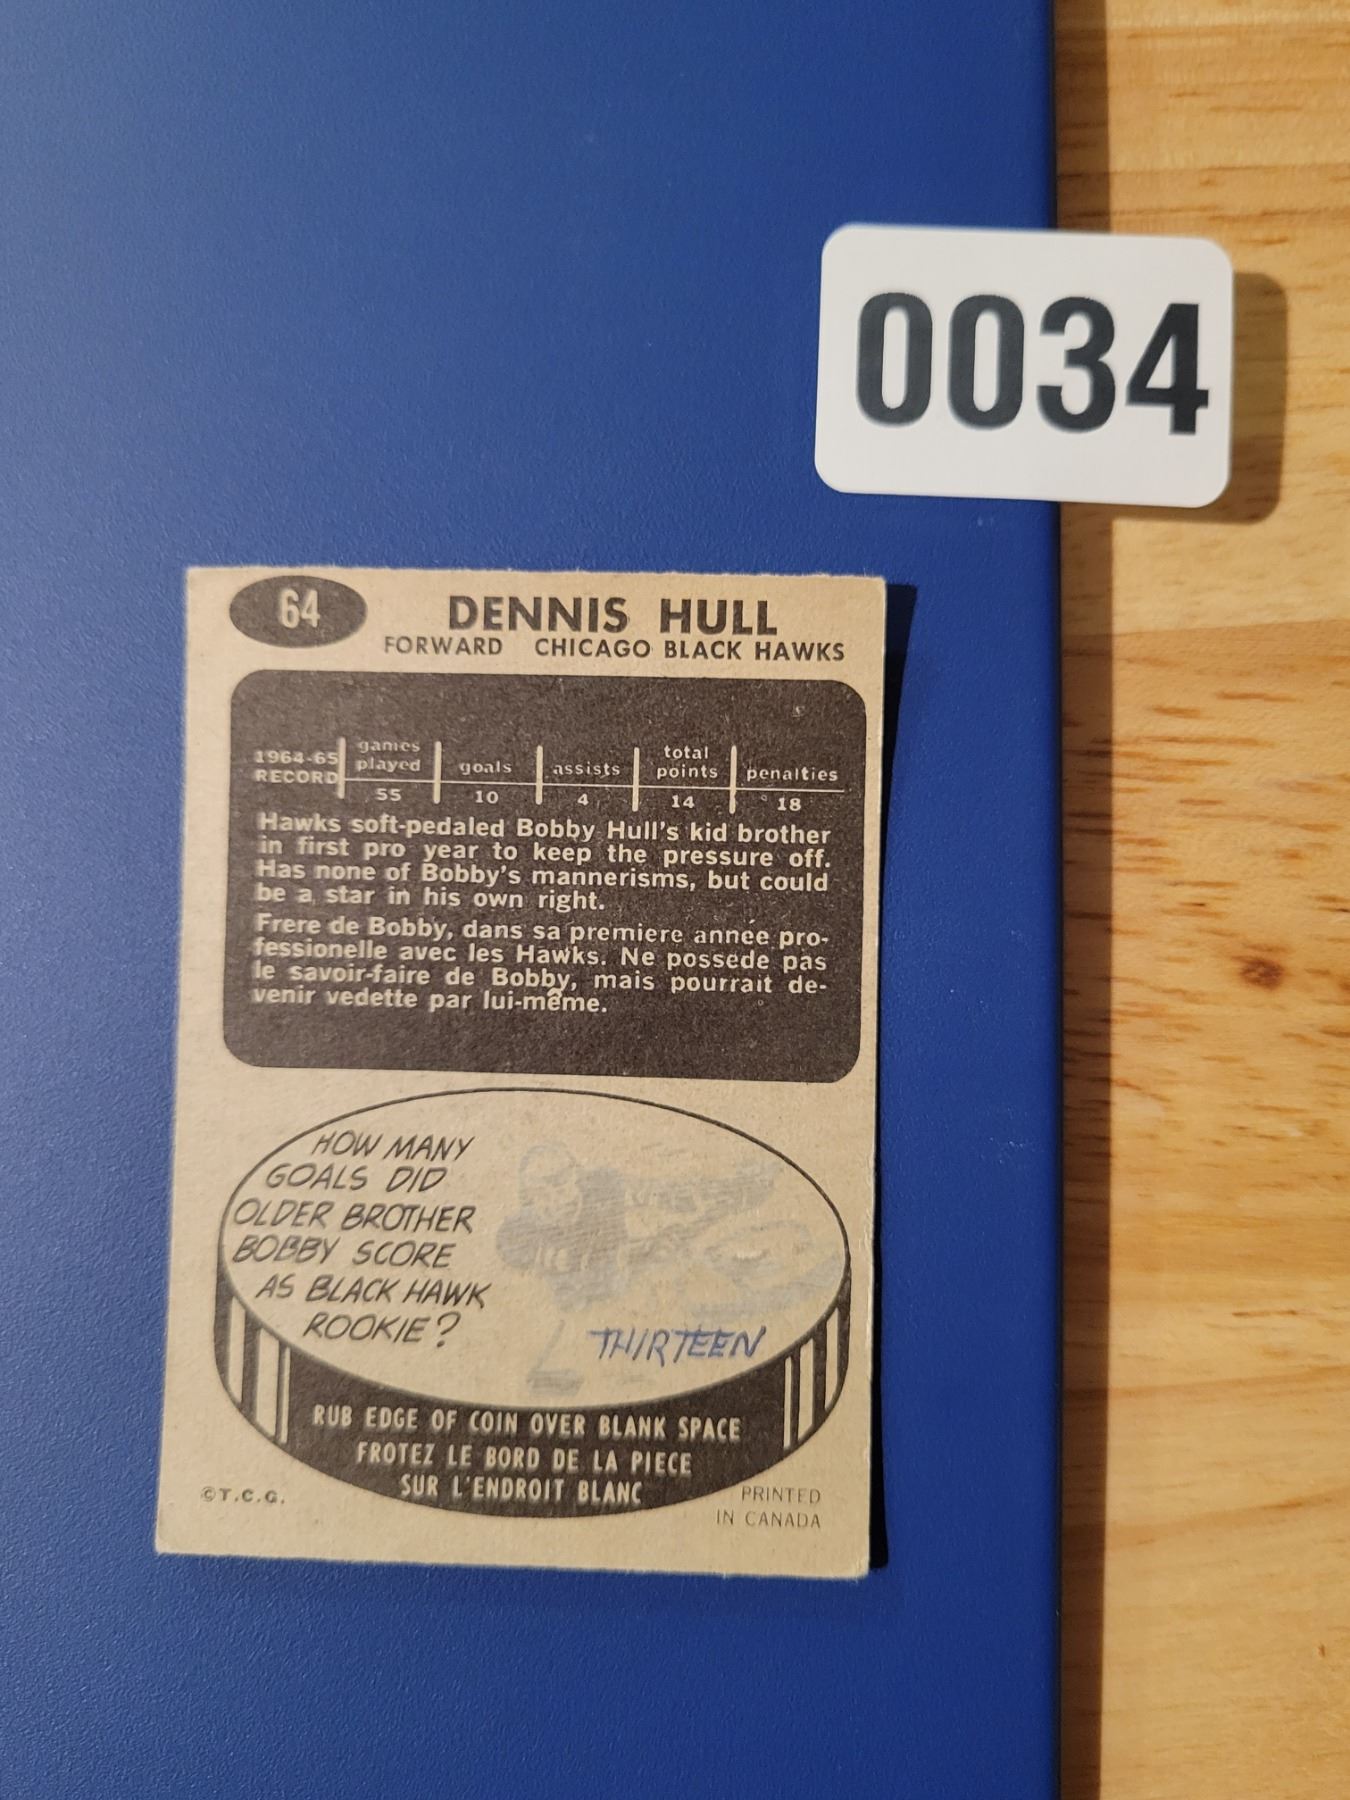 0034
64
DENNIS HULL
FORWARD CHICAGO BLACK HAWKS
1964-65 RECORD games played goals assists total points penalties
55 10 4 14 18
Hawks soft-pedaled Bobby Hull's kid brother
in first pro year to keep the pressure off.
Has none of Bobby's mannerisms, but could
be a star in his own right.
Frere de Bobby, dans sa premiere année pro-
fessionelle avec les Hawks. Ne possede pas
le savoir-faire de Bobby, mais pourrait de-
venir vedette par lui-même.
HOW MANY
GOALS DID
OLDER BROTHER
BOBBY SCORE
AS BLACK HAWK
ROOKIE?
THIRTEEN
RUB EDGE OF COIN OVER BLANK SPACE
FROTEZ LE BORD DE LA PIECE
SUR L'ENDROIT BLANC
©T.C.G.
PRINTED
IN CANADA